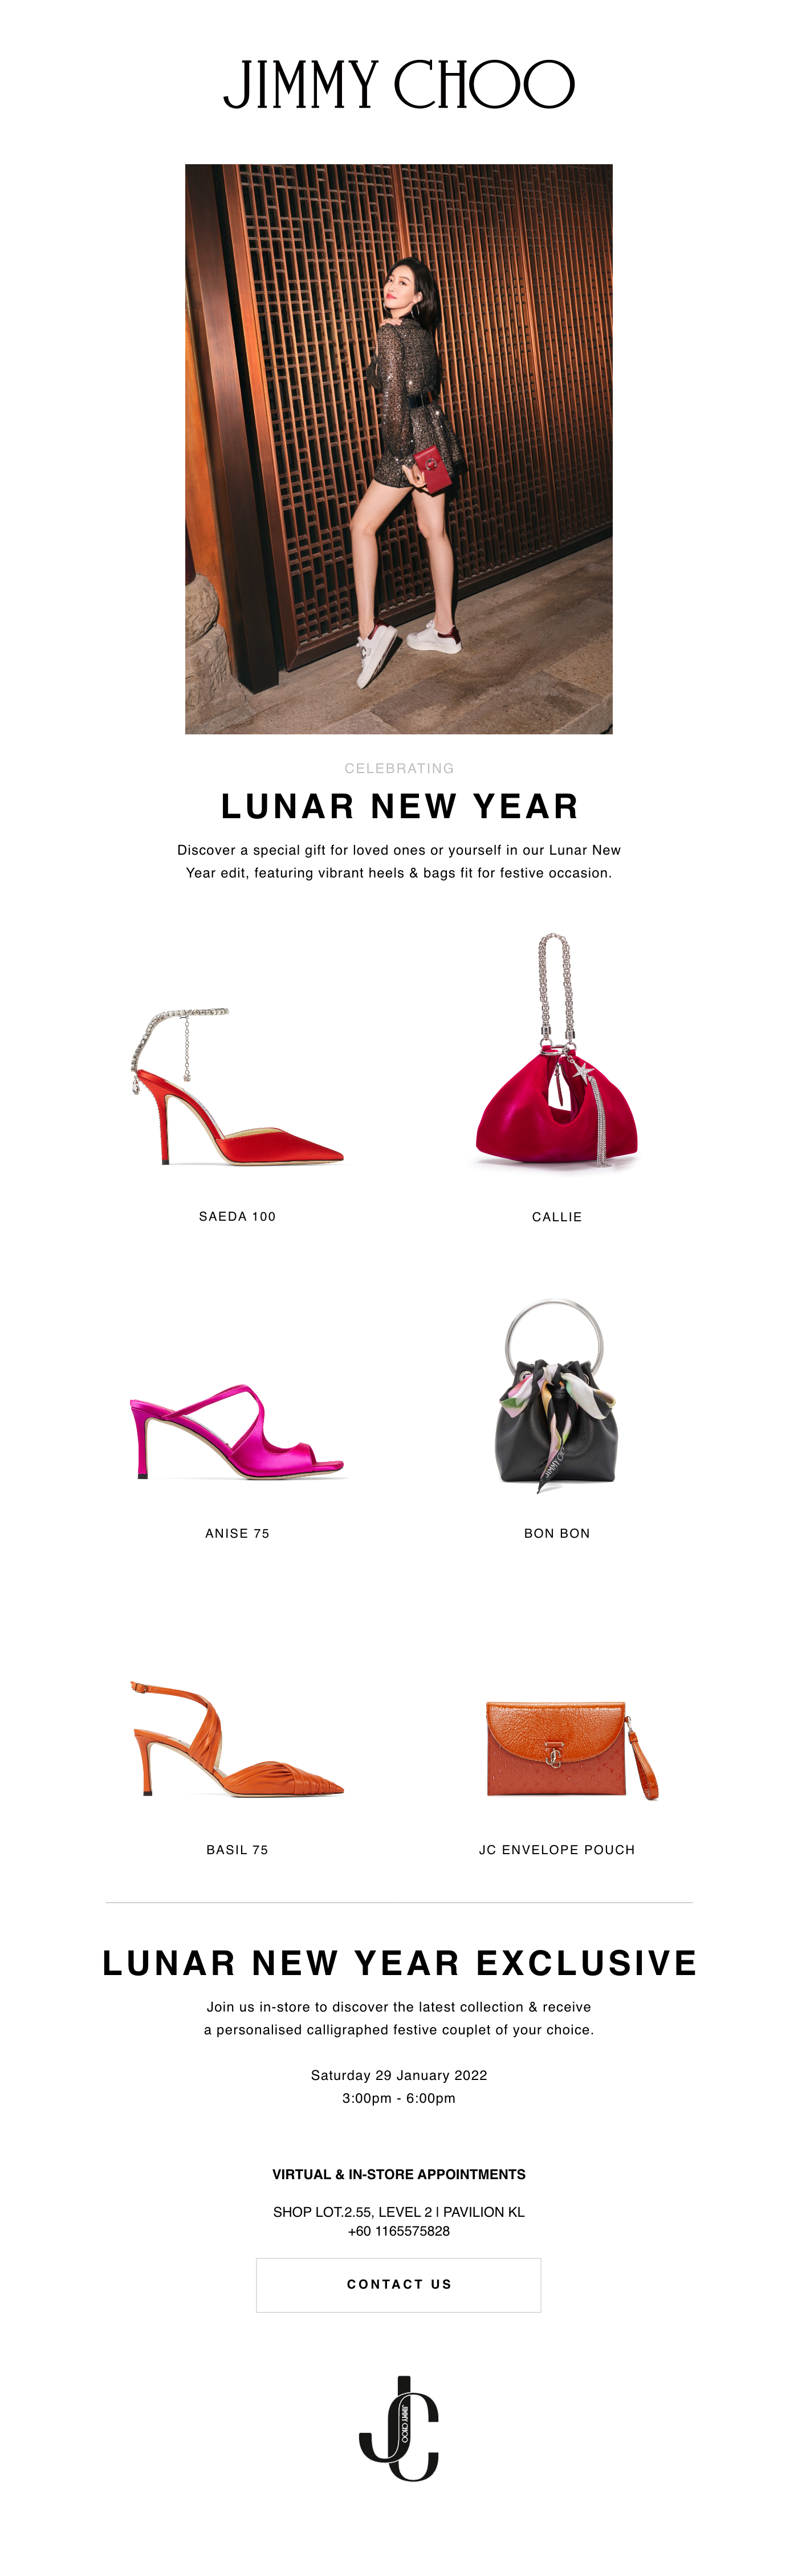 JIMMY CHOO
CELEBRATING
LUNAR NEW YEAR
Discover a special gift for loved ones or yourself in our Lunar New
Year edit, featuring vibrant heels & bags fit for festive occasion.
SAEDA 100
CALLIE
JIMMY CHOO
ANISE 75
BON BON
BASIL 75
JC ENVELOPE POUCH
LUNAR NEW YEAR EXCLUSIVE
Join us in-store to discover the latest collection & receive
a personalised calligraphed festive couplet of your choice.
Saturday 29 January 2022
3:00pm - 6:00pm
VIRTUAL & IN-STORE APPOINTMENTS
SHOP LOT.2.55, LEVEL 2 | PAVILION KL
+60 1165575828
CONTACT US
JC
JIMMY CHOO